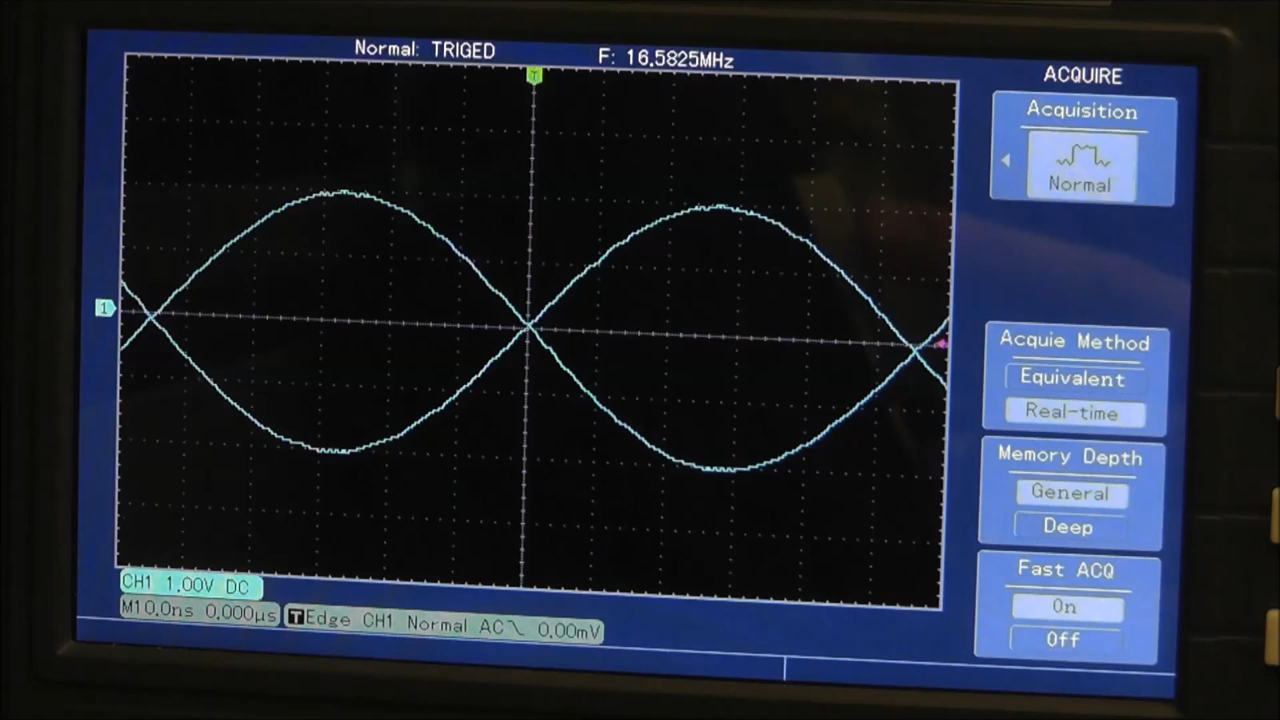 Normal: TRIGED
F: 16.5825MHz
ACQUIRE
T
Acquisition
Normal
1
Acquie Method
Equivalent
Real-time
Memory Depth
General
Deep
Fast ACQ
On
Off
CH1 1.00V DC
M10.0ns 0.000µs
T Edge CH1 Normal AC 0.00mV